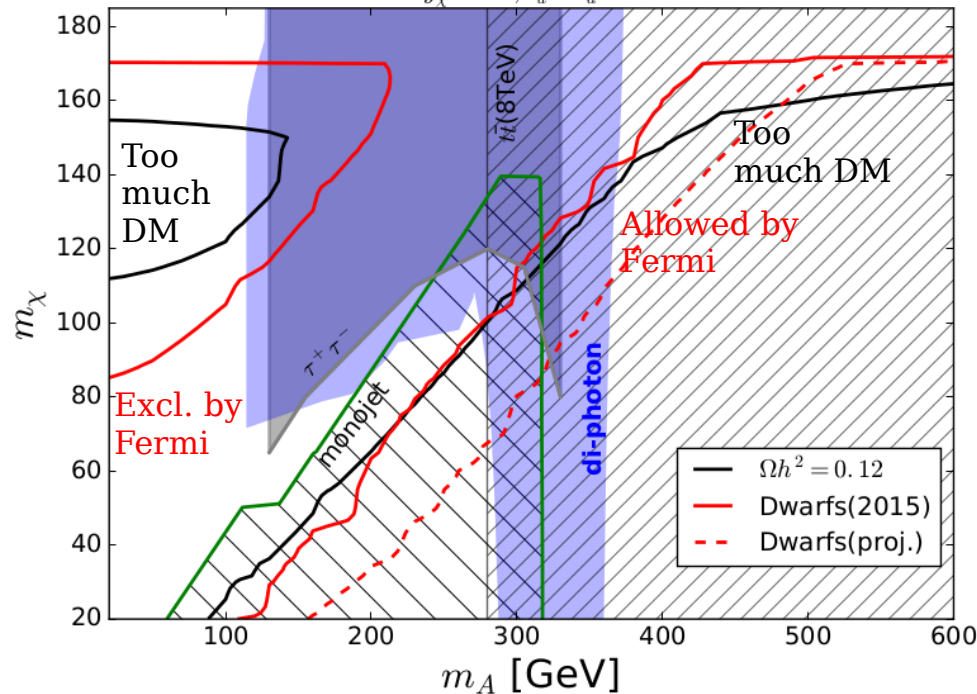 180
160
140
120
100
80
60
40
20
100
200
300
400
500
600
m_χ
m_A [GeV]
Too
much
DM
Excl. by
Fermi
τ⁺τ⁻
monojet
tt̄(8TeV)
di-photon
Too
much DM
Allowed by
Fermi
Ωh² = 0.12
Dwarfs(2015)
Dwarfs(proj.)